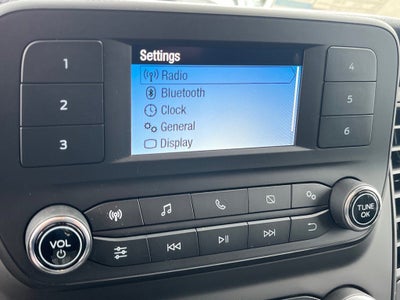 Settings
Radio
Bluetooth
Clock
General
Display
1
2
3
4
5
6
VOL
TUNE
OK